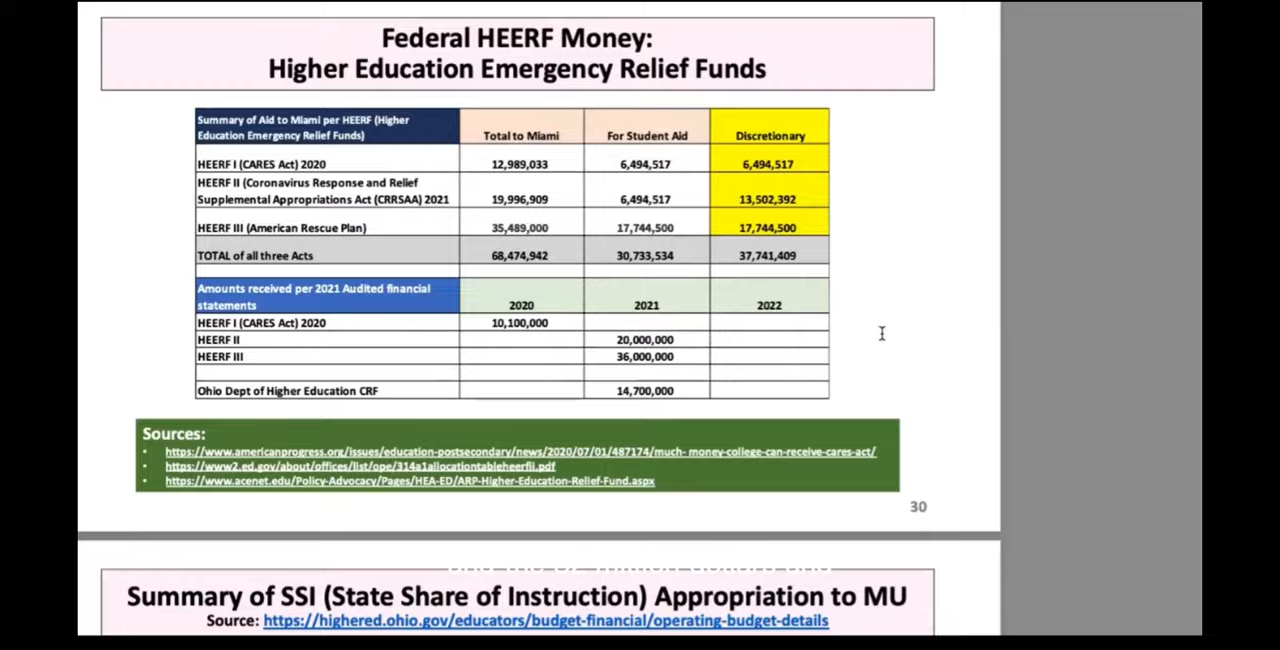 Federal HEERF Money:
Higher Education Emergency Relief Funds
Summary of Aid to Miami per HEERF (Higher
Education Emergency Relief Funds) Total to Miami For Student Aid Discretionary
HEERF I (CARES Act) 2020 12,989,033 6,494,517 6,494,517
HEERF II (Coronavirus Response and Relief
Supplemental Appropriations Act (CRRSAA) 2021 19,996,909 6,494,517 13,502,392
HEERF III (American Rescue Plan) 35,489,000 17,744,500 17,744,500
TOTAL of all three Acts 68,474,942 30,733,534 37,741,409
Amounts received per 2021 Audited financial
statements 2020 2021 2022
HEERF I (CARES Act) 2020 10,100,000
HEERF II 20,000,000
HEERF III 36,000,000
Ohio Dept of Higher Education CRF 14,700,000
Sources:
• https://www.americanprogress.org/issues/education-postsecondary/news/2020/07/01/487174/much- money-college-can-receive-cares-act/
• https://www2.ed.gov/about/offices/list/ope/314a1allocationtableheerfii.pdf
• https://www.acenet.edu/Policy-Advocacy/Pages/HEA-ED/ARP-Higher-Education-Relief-Fund.aspx
30
Summary of SSI (State Share of Instruction) Appropriation to MU
Source: https://highered.ohio.gov/educators/budget-financial/operating-budget-details